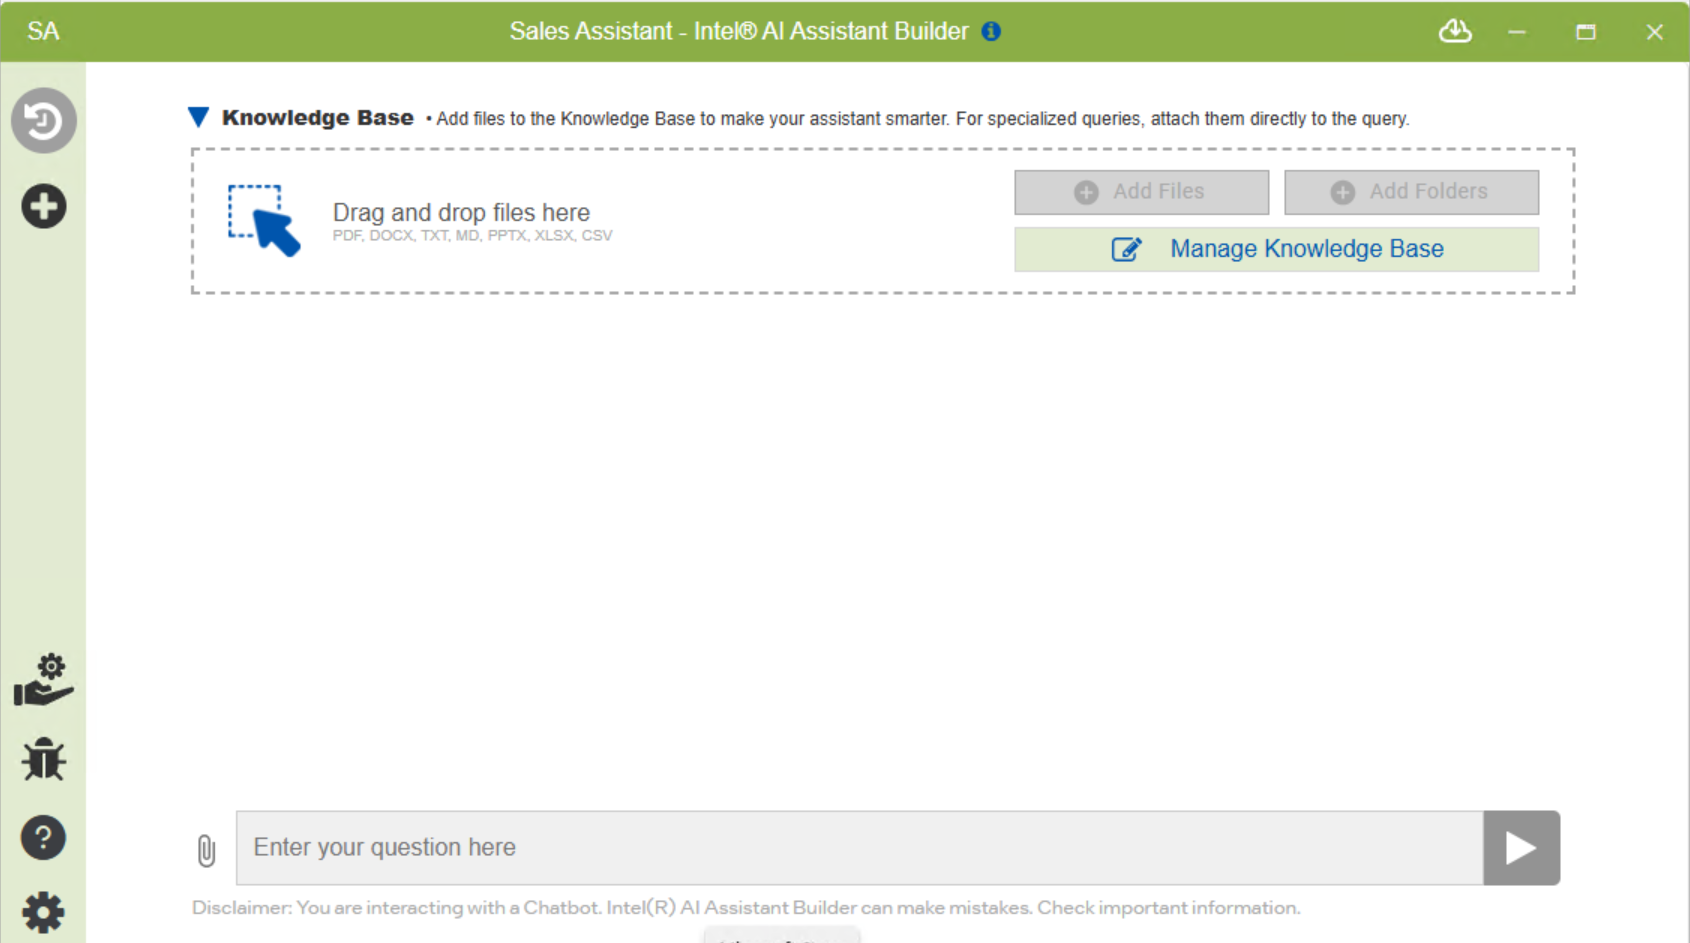 SA
Sales Assistant - Intel® AI Assistant Builder
Knowledge Base • Add files to the Knowledge Base to make your assistant smarter. For specialized queries, attach them directly to the query.
Drag and drop files here
PDF, DOCX, TXT, MD, PPTX, XLSX, CSV
Add Files
Add Folders
Manage Knowledge Base
Enter your question here
Disclaimer: You are interacting with a Chatbot. Intel(R) AI Assistant Builder can make mistakes. Check important information.